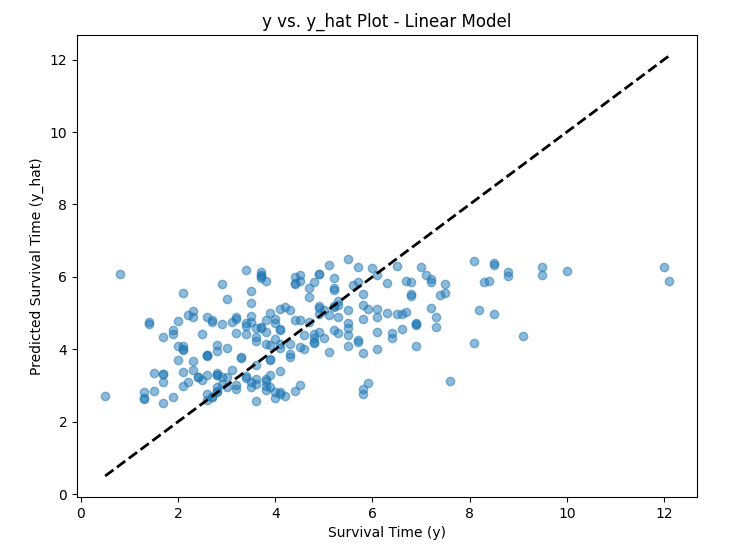 y vs. y_hat Plot - Linear Model
12
10
8
6
4
2
0
Predicted Survival Time (y_hat)
0 2 4 6 8 10 12
Survival Time (y)